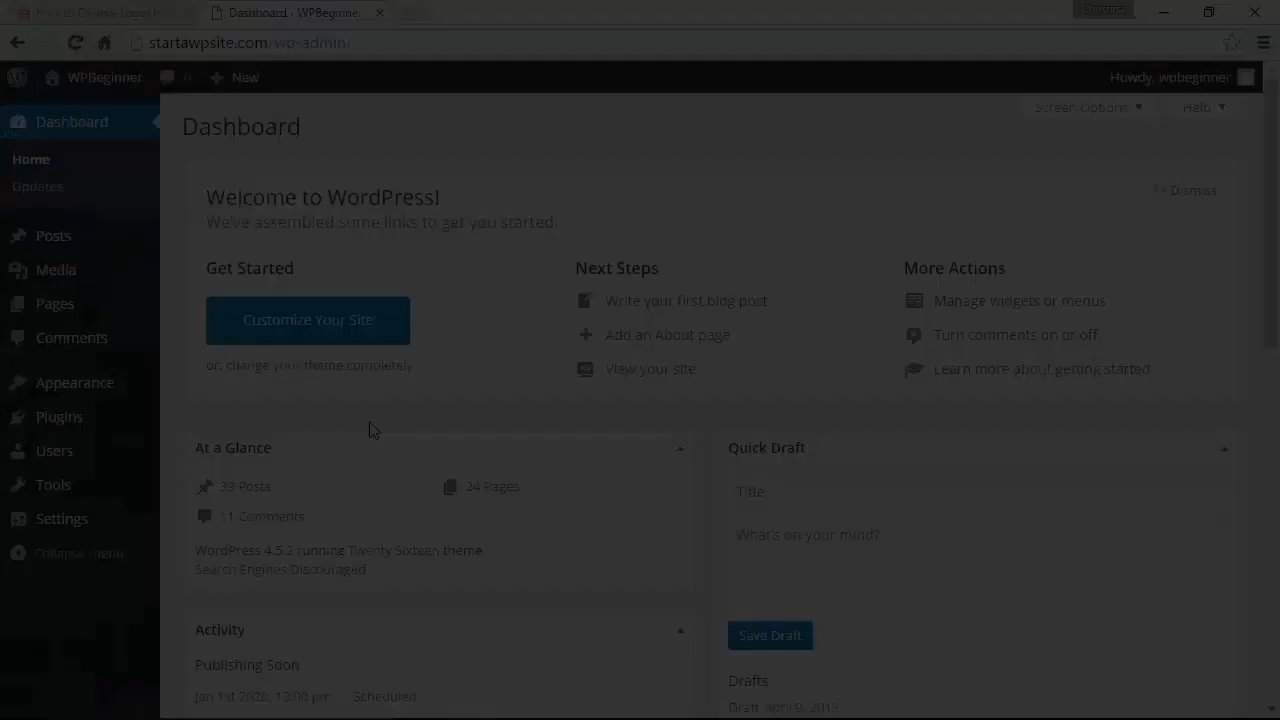 How to Disable Login H
Dashboard ‹ WPBeginne
startawpsite.com/wp-admin/
WPBeginner 0 New
Howdy, wpbeginner
Screen Options Help
Dashboard
Home
Updates
Posts
Media
Pages
Comments
Appearance
Plugins
Users
Tools
Settings
Collapse menu
Dashboard
Welcome to WordPress!
We've assembled some links to get you started:
Dismiss
Get Started
Customize Your Site
or, change your theme completely
Next Steps
Write your first blog post
Add an About page
View your site
More Actions
Manage widgets or menus
Turn comments on or off
Learn more about getting started
At a Glance
39 Posts
24 Pages
11 Comments
WordPress 4.5.2 running Twenty Sixteen theme.
Search Engines Discouraged
Activity
Publishing Soon
Jan 1st 2020, 12:00 pm Scheduled
Quick Draft
Title
What's on your mind?
Save Draft
Drafts
Draft April 9, 2013